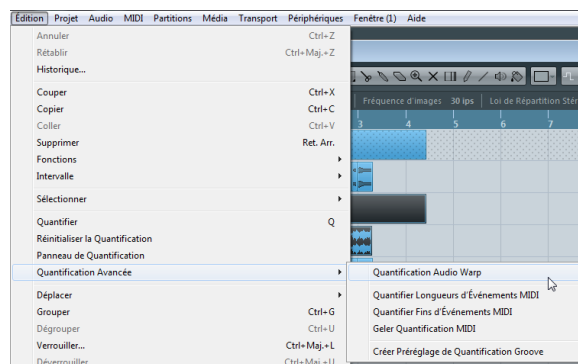 Édition Projet Audio MIDI Partitions Média Transport Périphériques Fenêtre (1) Aide
Annuler Ctrl+Z
Rétablir Ctrl+Maj.+Z
Historique...
Couper Ctrl+X
Copier Ctrl+C
Coller Ctrl+V
Supprimer Ret. Arr.
Fonctions
Intervalle
Sélectionner
Quantifier Q
Réinitialiser la Quantification
Panneau de Quantification
Quantification Avancée
Déplacer
Grouper Ctrl+G
Dégrouper Ctrl+U
Verrouiller... Ctrl+Maj.+L
Déverrouiller Ctrl+Maj.+U
Fréquence d'images 30 ips Loi de Répartition
3 4 5 6 7
Quantification Audio Warp
Quantifier Longueurs d'Événements MIDI
Quantifier Fins d'Événements MIDI
Geler Quantification MIDI
Créer Préréglage de Quantification Groove